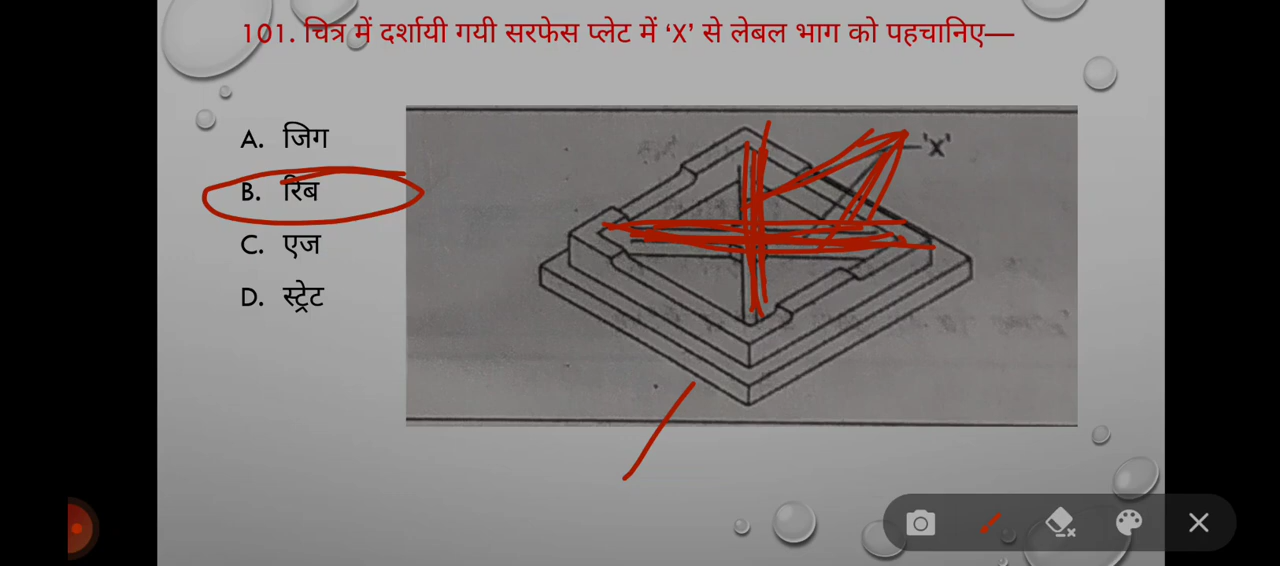 101. चित्र में दर्शायी गयी सरफेस प्लेट में ‘X’ से लेबल भाग को पहचानिए—
A. जिग
'X'
B. रिब
C. एज
D. स्ट्रेट